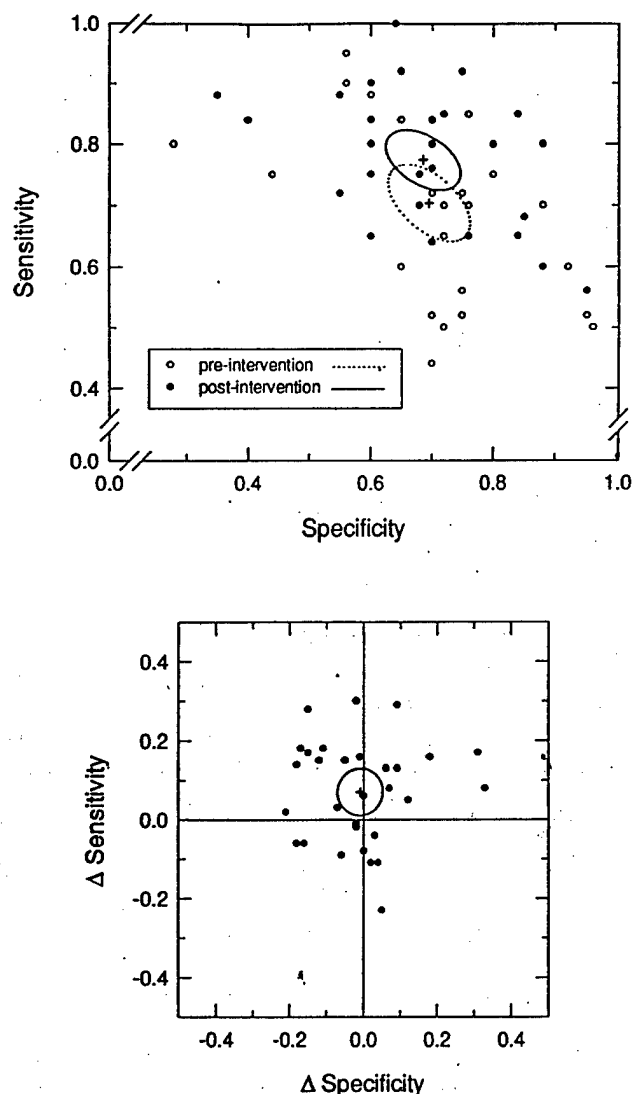 1.0
Sensitivity
0.8
0.6
0.4
0.0
pre-intervention
post-intervention
0.0 0.4 0.6 0.8 1.0
Specificity
0.4
0.2
Δ Sensitivity
0.0
-0.2
-0.4
-0.4 -0.2 0.0 0.2 0.4
Δ Specificity